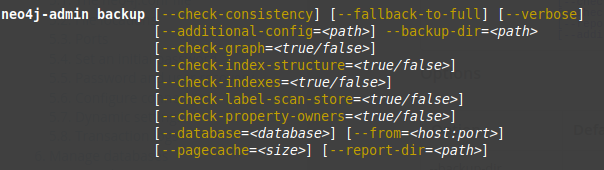 neo4j-admin backup [--check-consistency] [--fallback-to-full] [--verbose]
[--additional-config=<path>] --backup-dir=<path>
[--check-graph=<true/false>]
[--check-index-structure=<true/false>]
[--check-indexes=<true/false>]
[--check-label-scan-store=<true/false>]
[--check-property-owners=<true/false>]
[--database=<database>] [--from=<host:port>]
[--pagecache=<size>] [--report-dir=<path>]